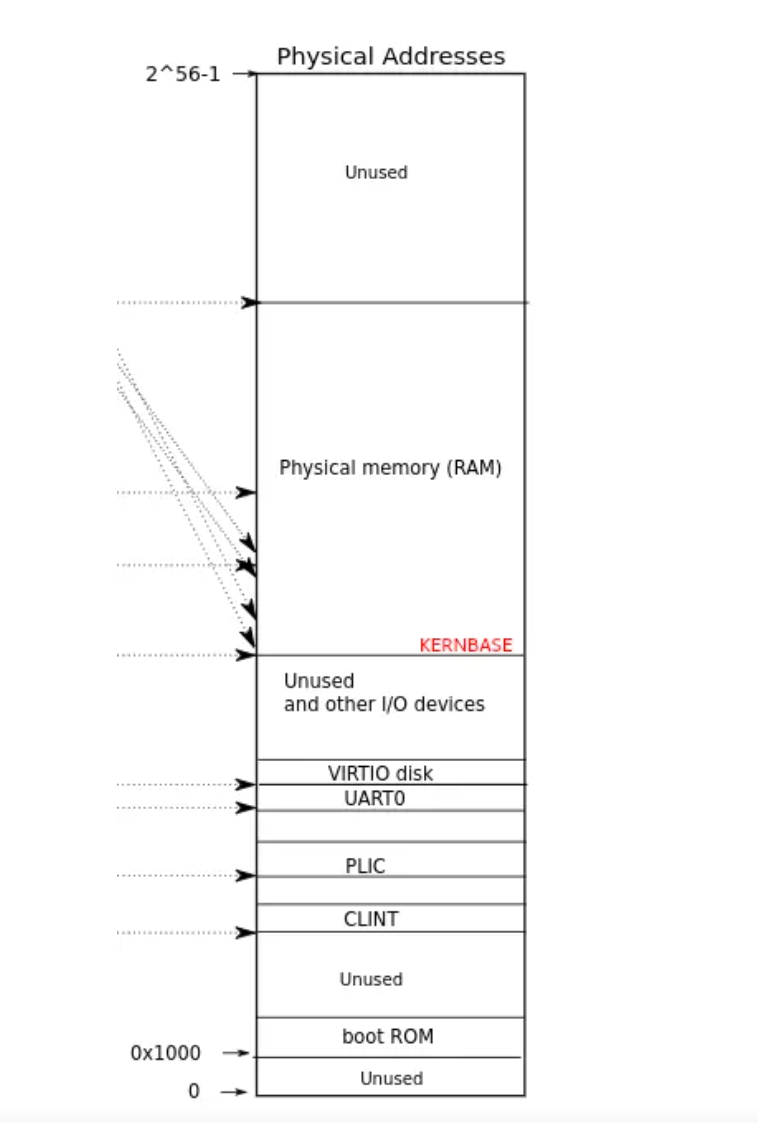 Physical Addresses
2^56-1
Unused
Physical memory (RAM)
KERNBASE
Unused
and other I/O devices
VIRTIO disk
UART0
PLIC
CLINT
Unused
boot ROM
0x1000
Unused
0